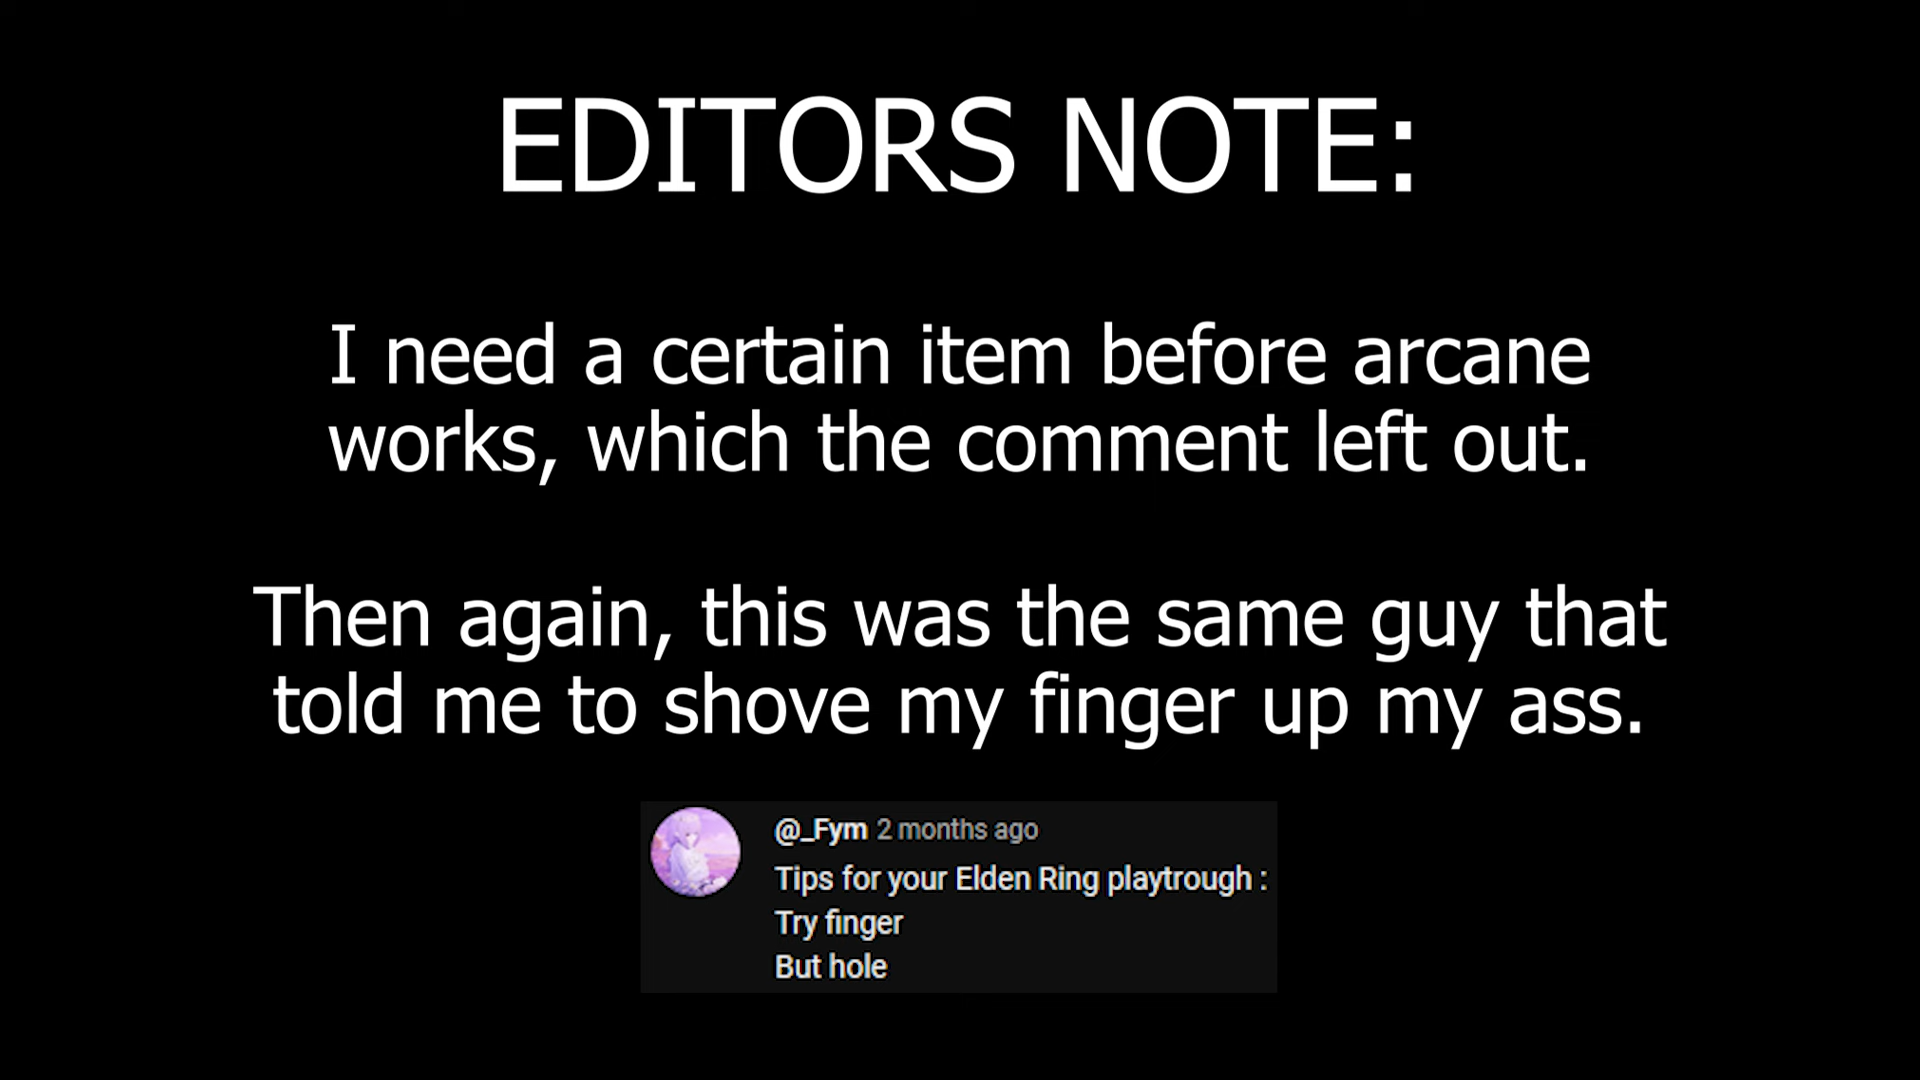 EDITORS NOTE:
I need a certain item before arcane
works, which the comment left out.
Then again, this was the same guy that
told me to shove my finger up my ass.
@_Fym 2 months ago
Tips for your Elden Ring playtrough :
Try finger
But hole